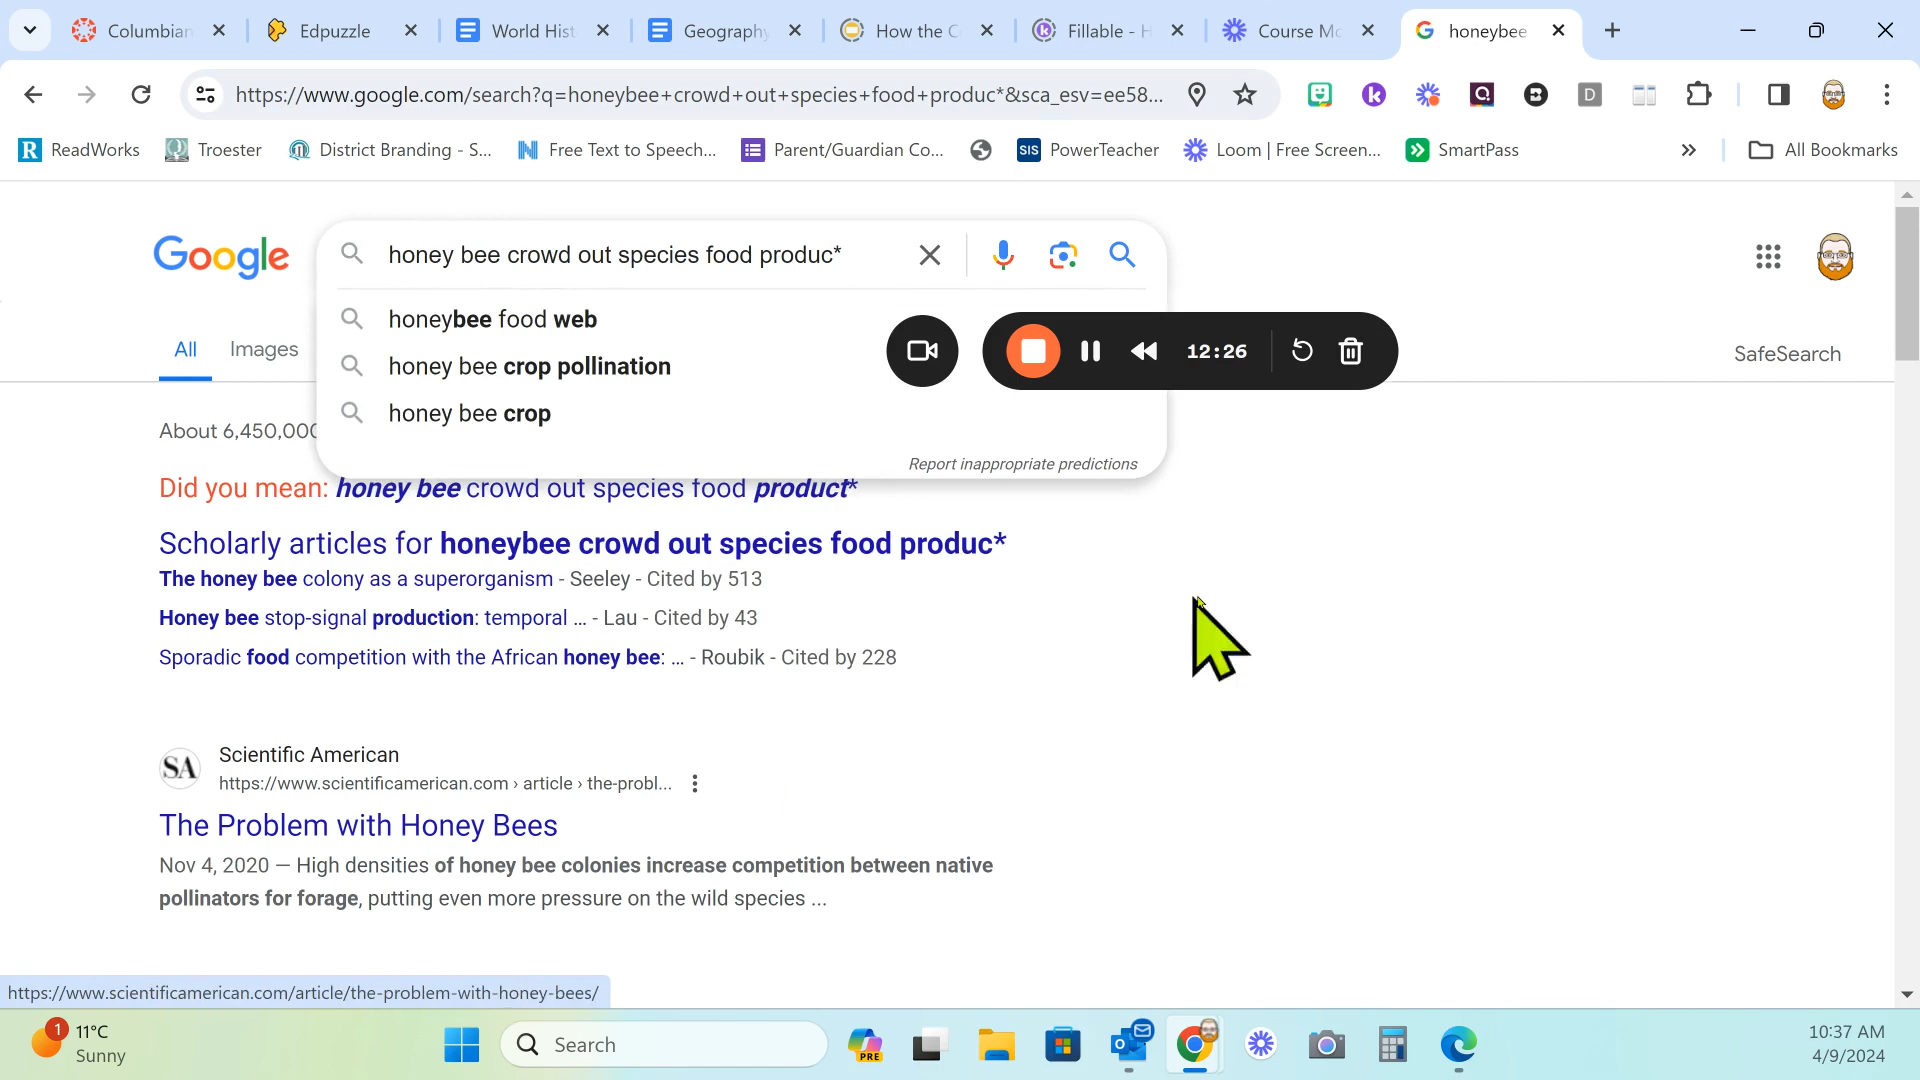 Columbian
Edpuzzle
World Hist
Geography
How the C
Fillable - H
Course Mo
honeybee
https://www.google.com/search?q=honeybee+crowd+out+species+food+produc*&sca_esv=ee58...
ReadWorks
Troester
District Branding - S...
Free Text to Speech...
Parent/Guardian Co...
SIS
PowerTeacher
Loom | Free Screen...
SmartPass
All Bookmarks
Google
honey bee crowd out species food produc*
honeybee food web
honey bee crop pollination
honey bee crop
Report inappropriate predictions
12:26
All
Images
SafeSearch
About 6,450,000
Did you mean: honey bee crowd out species food product*
Scholarly articles for honeybee crowd out species food produc*
The honey bee colony as a superorganism - Seeley - Cited by 513
Honey bee stop-signal production: temporal ... - Lau - Cited by 43
Sporadic food competition with the African honey bee: ... - Roubik - Cited by 228
SA
Scientific American
https://www.scientificamerican.com › article › the-probl...
The Problem with Honey Bees
Nov 4, 2020 — High densities of honey bee colonies increase competition between native
pollinators for forage, putting even more pressure on the wild species ...
https://www.scientificamerican.com/article/the-problem-with-honey-bees/
1
11°C
Sunny
Search
PRE
10:37 AM
4/9/2024